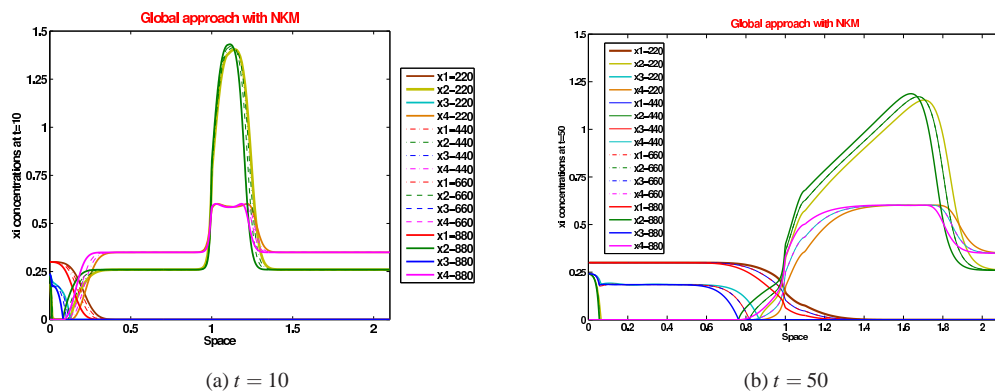 Global approach with NKM
1.5
1.25
1
0.75
0.5
0.25
0
0
0.5
1
1.5
2
xi concentrations at t=10
Space
x1=220
x2-220
x3-220
x4-220
x1=440
x2-440
x3-440
x4-440
x1=660
x2-660
x3-660
x4-660
x1=880
x2-880
x3-880
x4-880
(a) t = 10
Global approach with NKM
1.5
1.25
1
0.75
0.5
0.25
0
0
0.2
0.4
0.6
0.8
1
1.2
1.4
1.6
1.8
2
xi concentrations at t=50
Space
x1-220
x2-220
x3-220
x4-220
x1-440
x2-440
x3-440
x4-440
x1-660
x2-660
x3-660
x4-660
x1-880
x2-880
x3-880
x4-880
(b) t = 50